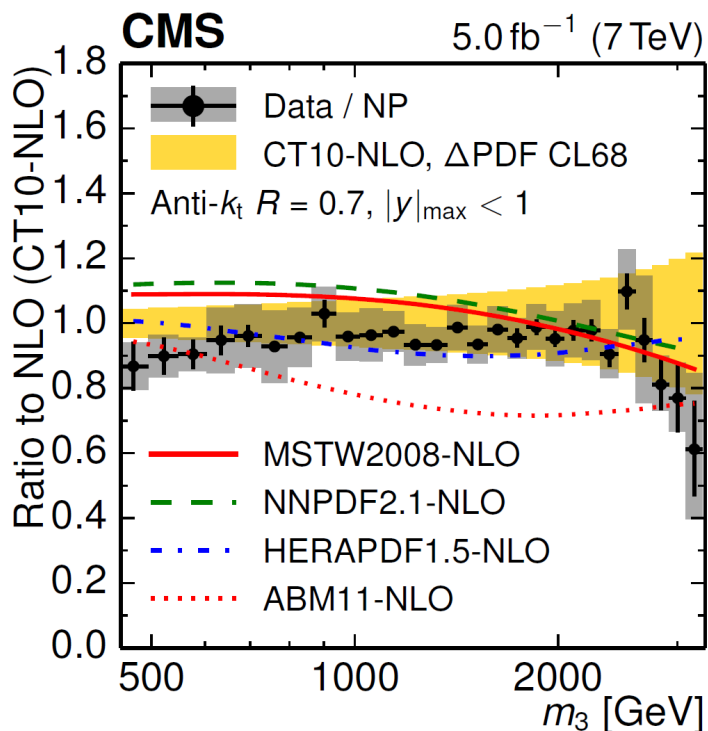 CMS 5.0 fb⁻¹ (7 TeV)
Ratio to NLO (CT10-NLO)
1.8
1.6
1.4
1.2
1.0
0.8
0.6
0.4
0.2
0.0
Data / NP
CT10-NLO, ΔPDF CL68
Anti-kₜ R = 0.7, |y|max < 1
MSTW2008-NLO
NNPDF2.1-NLO
HERAPDF1.5-NLO
ABM11-NLO
500 1000 2000
m₃ [GeV]